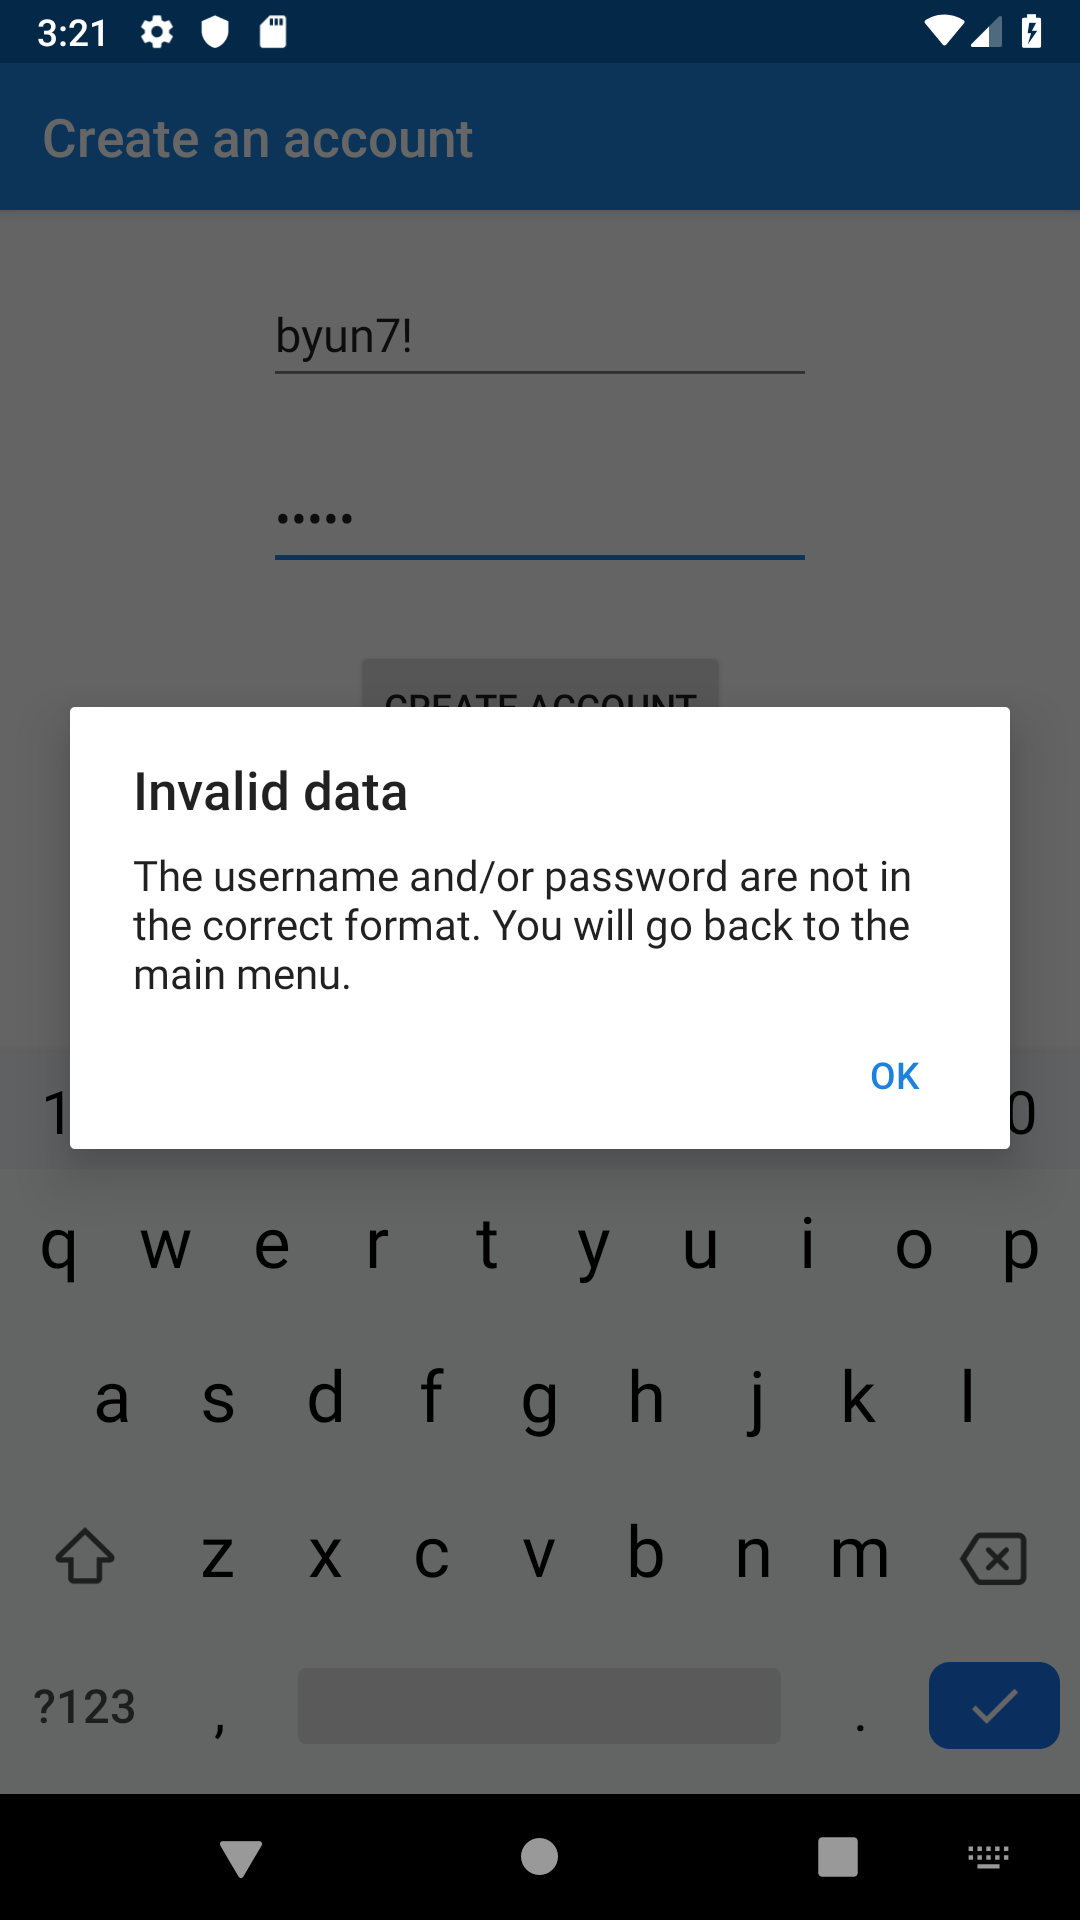 3:21
Create an account
byun7!
•••••
CREATE ACCOUNT
Invalid data
The username and/or password are not in
the correct format. You will go back to the
main menu.
OK
1 0
q w e r t y u i o p
a s d f g h j k l
z x c v b n m
?123 , .